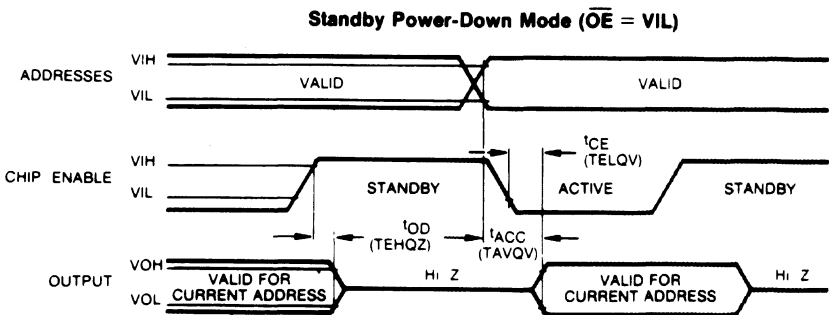 Standby Power-Down Mode (OE = VIL)
ADDRESSES
VIH
VIL
VALID
VALID
tCE
(TELQV)
CHIP ENABLE
VIH
VIL
STANDBY
ACTIVE
STANDBY
tOD
(TEHQZ)
tACC
(TAVQV)
OUTPUT
VOH
VOL
VALID FOR
CURRENT ADDRESS
HI Z
VALID FOR
CURRENT ADDRESS
HI Z